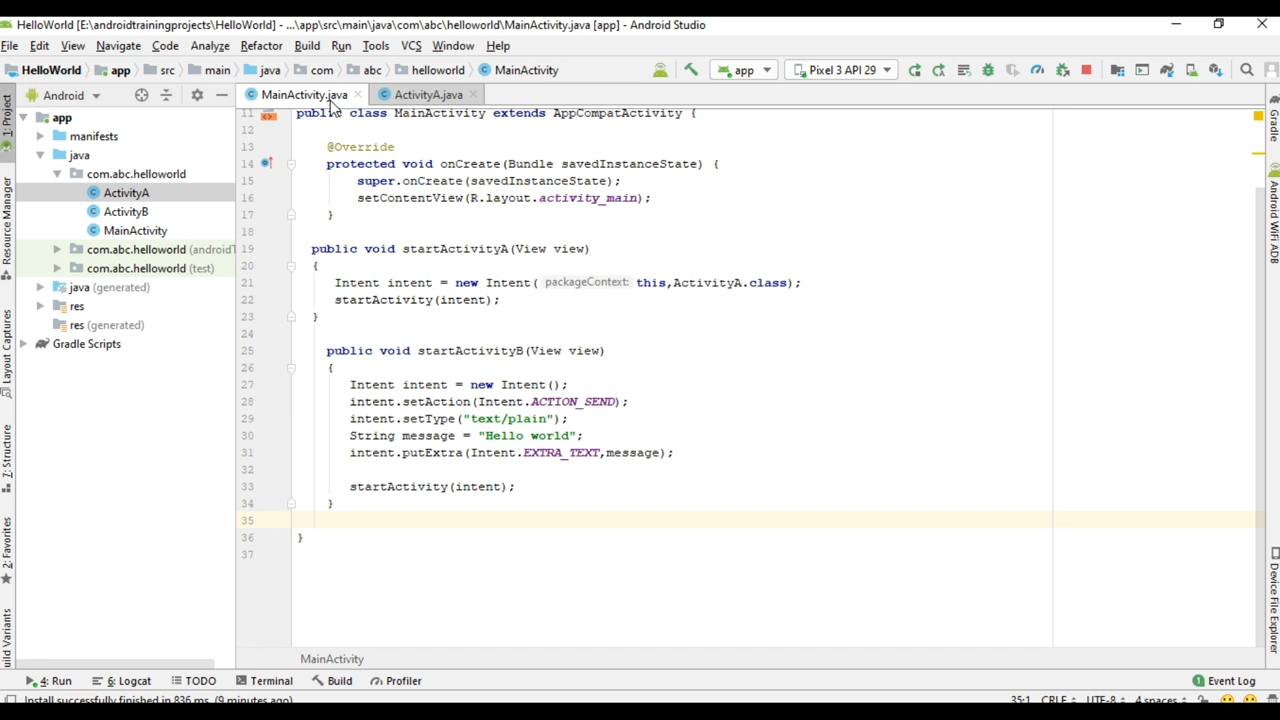 HelloWorld [E:\androidtrainingprojects\HelloWorld] - ...\app\src\main\java\com\abc\helloworld\MainActivity.java [app] - Android Studio
File Edit View Navigate Code Analyze Refactor Build Run Tools VCS Window Help
HelloWorld app src main java com abc helloworld MainActivity app Pixel 3 API 29
Android
MainActivity.java ActivityA.java
1: Project
Resource Manager
Layout Captures
7: Structure
2: Favorites
uild Variants
app
manifests
java
com.abc.helloworld
ActivityA
ActivityB
MainActivity
com.abc.helloworld (androidT
com.abc.helloworld (test)
java (generated)
res
res (generated)
Gradle Scripts
11 public class MainActivity extends AppCompatActivity {
12
13 @Override
14 protected void onCreate(Bundle savedInstanceState) {
15 super.onCreate(savedInstanceState);
16 setContentView(R.layout.activity_main);
17 }
18
19 public void startActivityA(View view)
20 {
21 Intent intent = new Intent( packageContext: this,ActivityA.class);
22 startActivity(intent);
23 }
24
25 public void startActivityB(View view)
26 {
27 Intent intent = new Intent();
28 intent.setAction(Intent.ACTION_SEND);
29 intent.setType("text/plain");
30 String message = "Hello world";
31 intent.putExtra(Intent.EXTRA_TEXT,message);
32
33 startActivity(intent);
34 }
35
36 }
37
MainActivity
Gradle
Android WiFi ADB
Device File Explorer
4: Run 6: Logcat TODO Terminal Build Profiler 1 Event Log
Install successfully finished in 836 ms. (9 minutes ago) 35:1 CRLF UTF-8 4 spaces